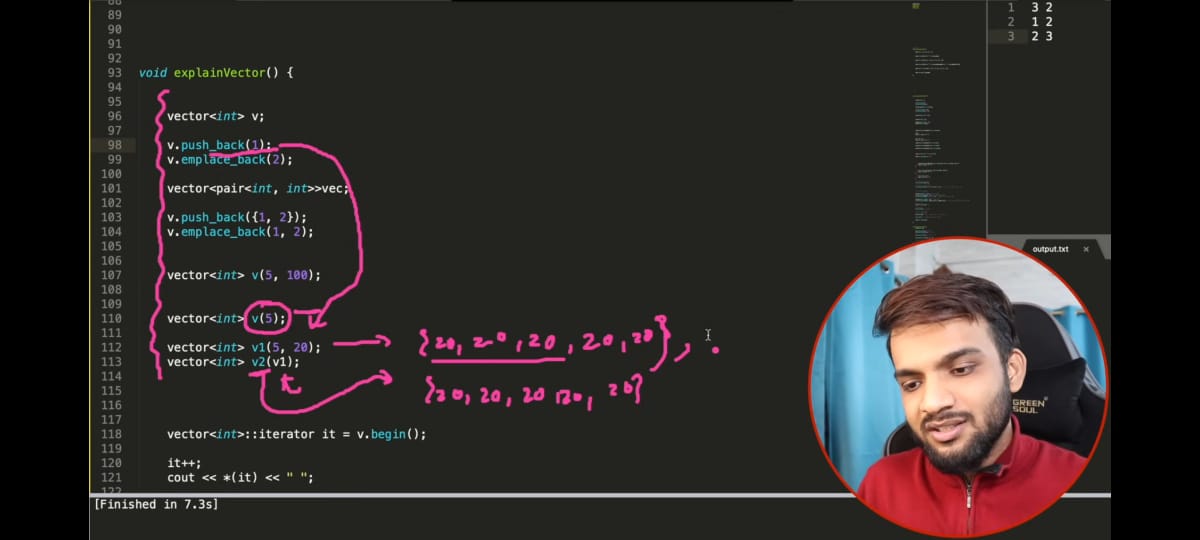 88
89
90
91
92
93 void explainVector() {
94
95
96 vector<int> v;
97
98 v.push_back(1);
99 v.emplace_back(2);
100
101 vector<pair<int, int>>vec;
102
103 v.push_back({1, 2});
104 v.emplace_back(1, 2);
105
106
107 vector<int> v(5, 100);
108
109
110 vector<int> v(5);
111
112 vector<int> v1(5, 20);
{20, 20, 20, 20, 20},
113 vector<int> v2(v1);
114
115
{20, 20, 20 20, 20}
116
117
118 vector<int>::iterator it = v.begin();
119
120 it++;
121 cout << *(it) << " ";
122
[Finished in 7.3s]
1 3 2
2 1 2
3 2 3
output.txt ×
GREEN
SOUL